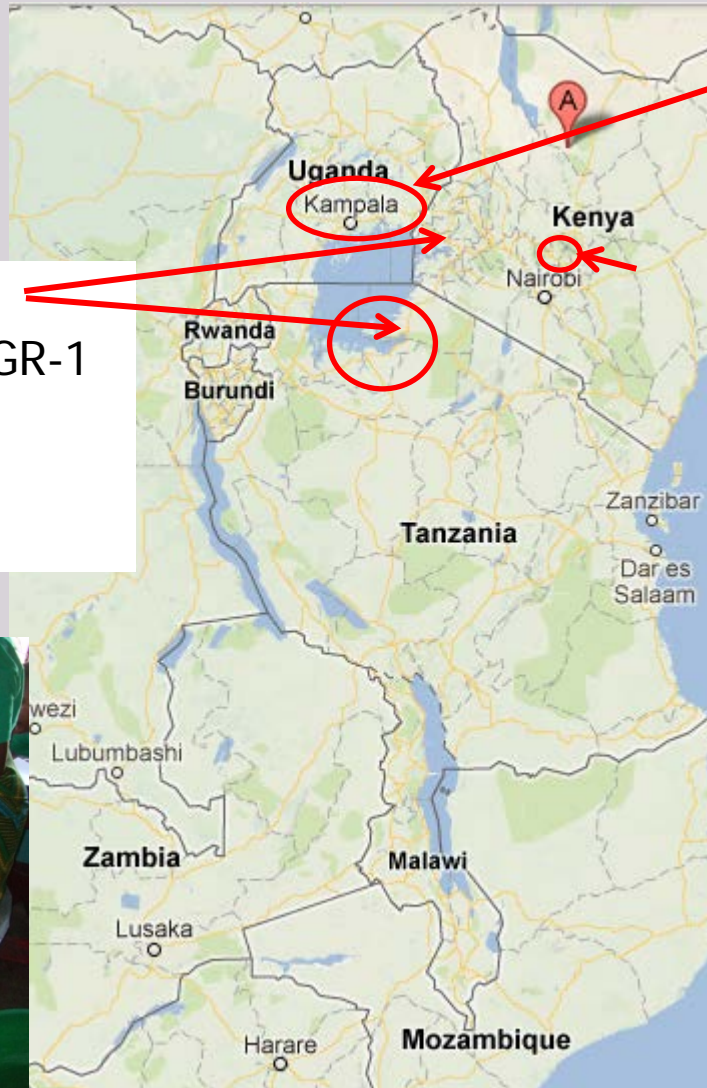 A
Uganda
Kampala
Kenya
Nairobi
Rwanda
GR-1
Burundi
Zanzibar
Tanzania
Dar es
Salaam
wezi
Lubumbashi
Zambia
Malawi
Lusaka
Mozambique
Harare